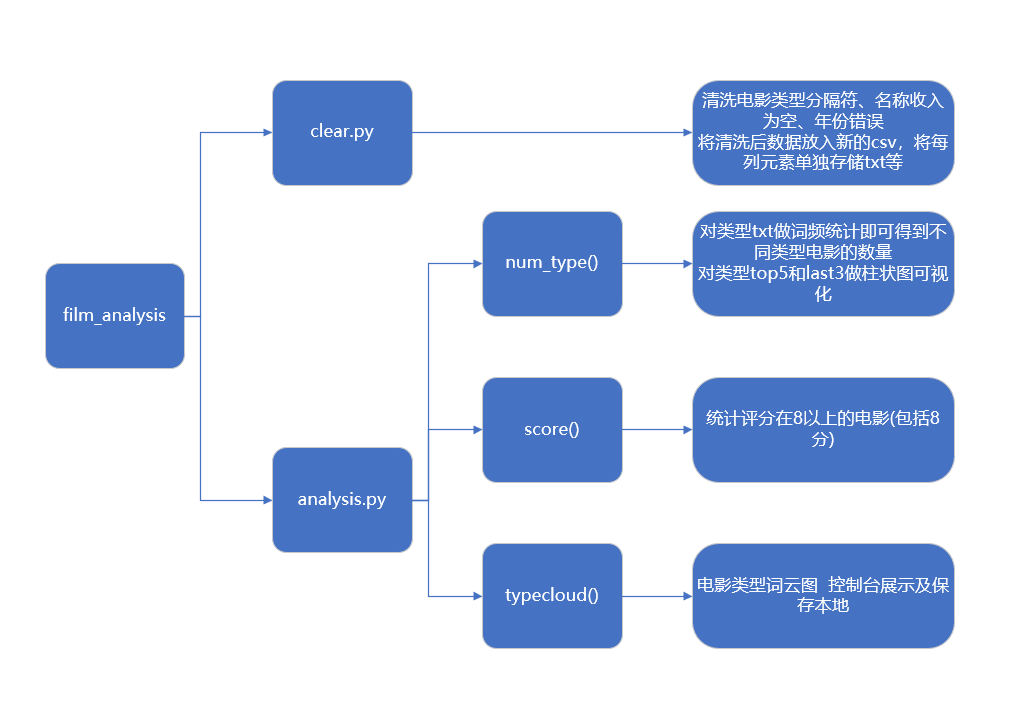 clear.py
清洗电影类型分隔符、名称收入
为空、年份错误
将清洗后数据放入新的csv，将每
列元素单独存储txt等
film_analysis
num_type()
对类型txt做词频统计即可得到不
同类型电影的数量
对类型top5和last3做柱状图可视
化
score()
统计评分在8以上的电影(包括8
分)
analysis.py
typecloud()
电影类型词云图  控制台展示及保
存本地